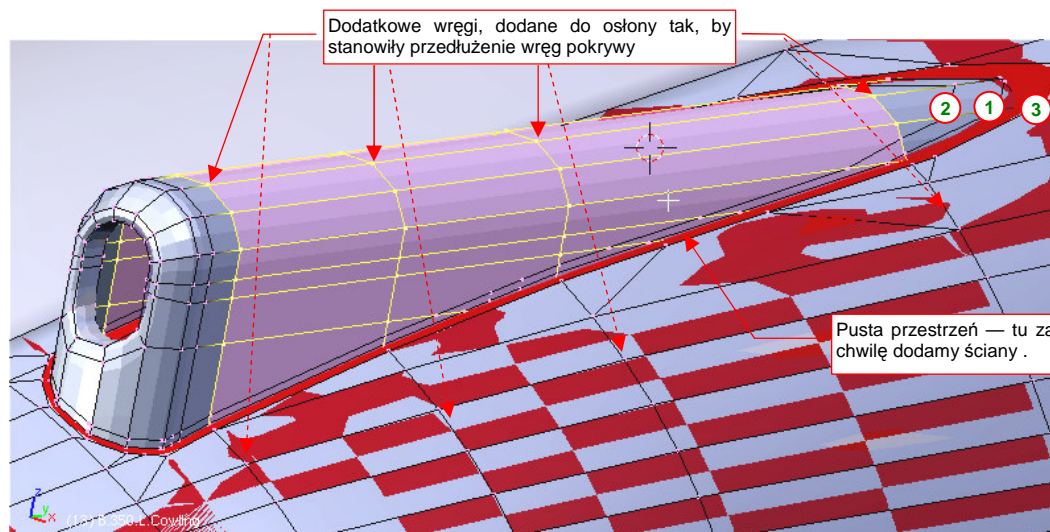 Dodatkowe wręgi, dodane do osłony tak, by
stanowiły przedłużenie wręg pokrywy
2
1
3
Pusta przestrzeń — tu za
chwilę dodamy ściany .
z
y
x
(13) B.350.L.Cowling